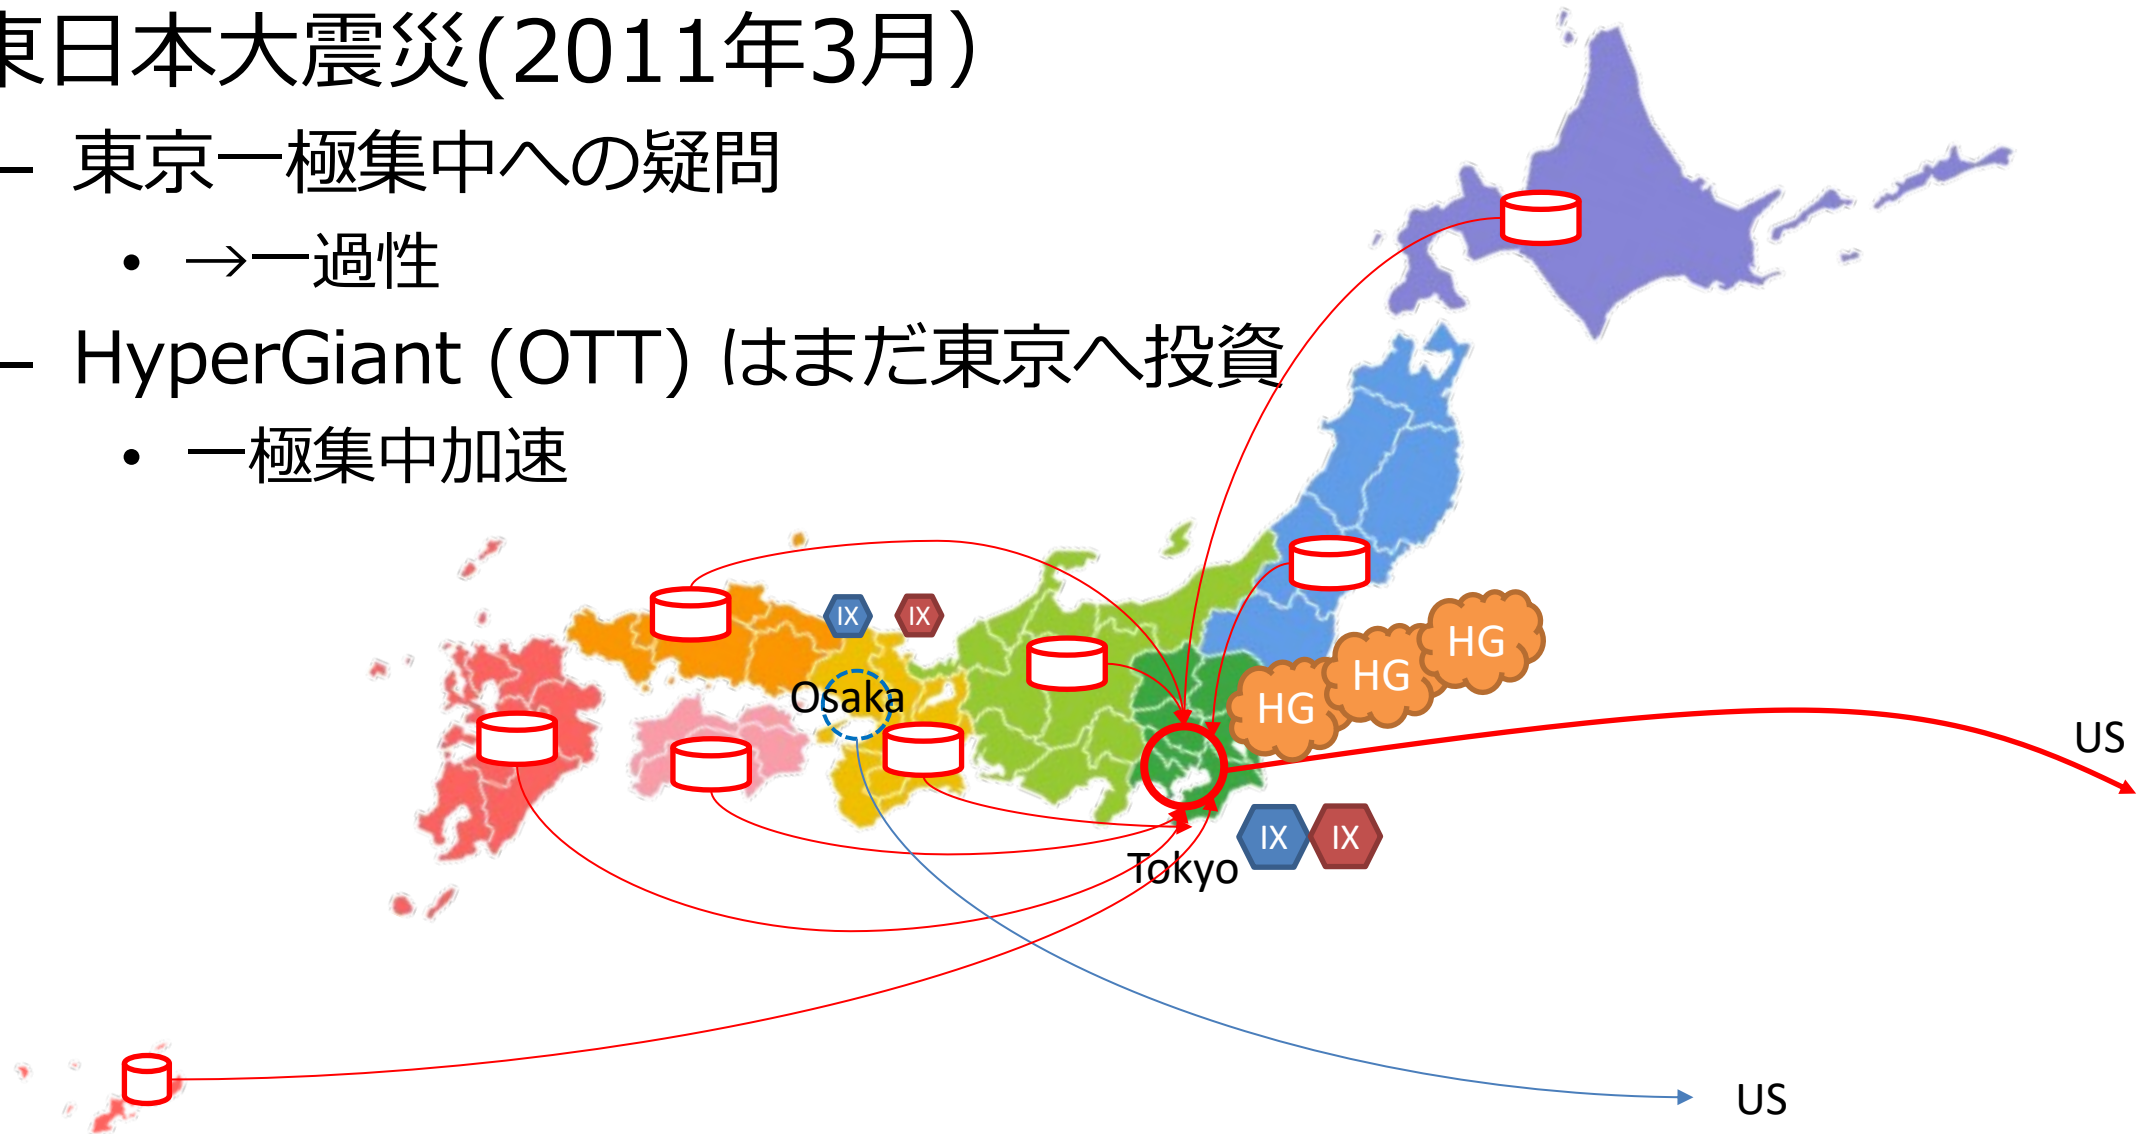 東日本大震災(2011年3月）
– 東京一極集中への疑問
• →一過性
– HyperGiant (OTT) はまだ東京へ投資
• 一極集中加速
IX
IX
HG
HG
HG
Osaka
US
IX
IX
Tokyo
US